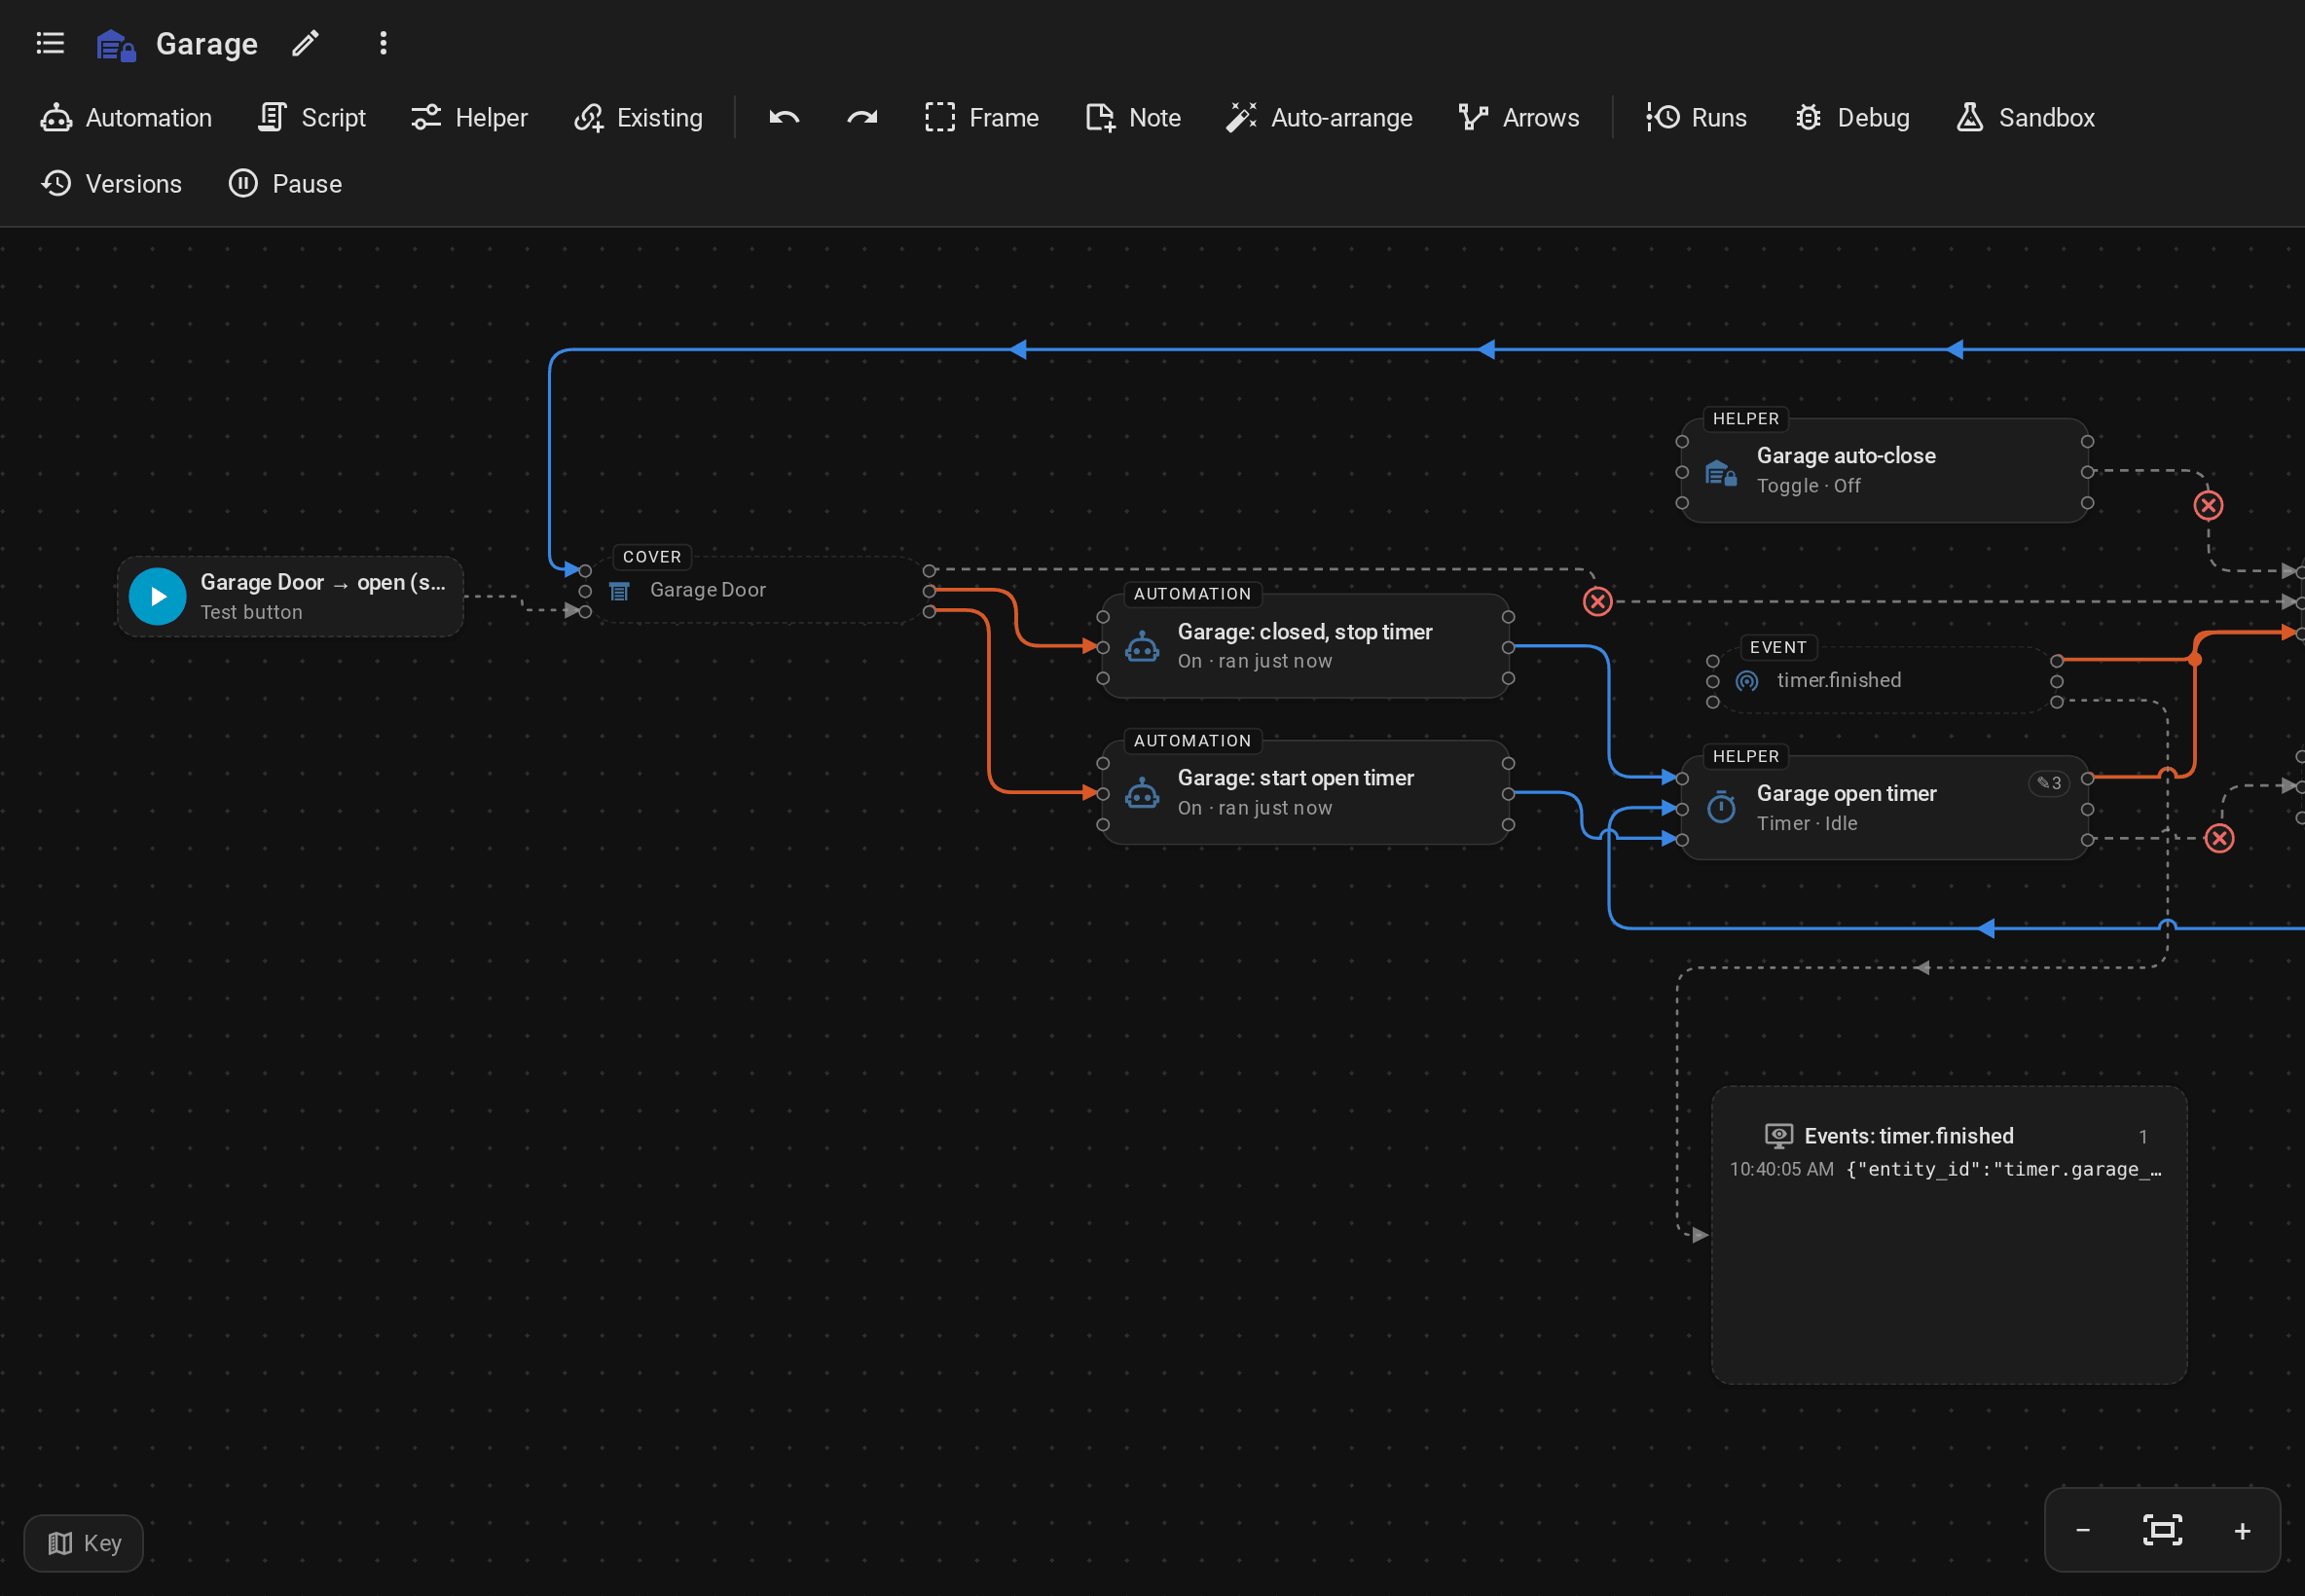 Garage
Automation
Script
Helper
Existing
Frame
Note
Auto-arrange
Arrows
Runs
Debug
Sandbox
Versions
Pause
HELPER
Garage auto-close
Toggle · Off
Garage Door → open (s...
Test button
COVER
Garage Door
AUTOMATION
Garage: closed, stop timer
On · ran just now
EVENT
timer.finished
AUTOMATION
Garage: start open timer
On · ran just now
HELPER
Garage open timer
Timer · Idle
✎3
Events: timer.finished
1
10:40:05 AM {"entity_id":"timer.garage_…
Key